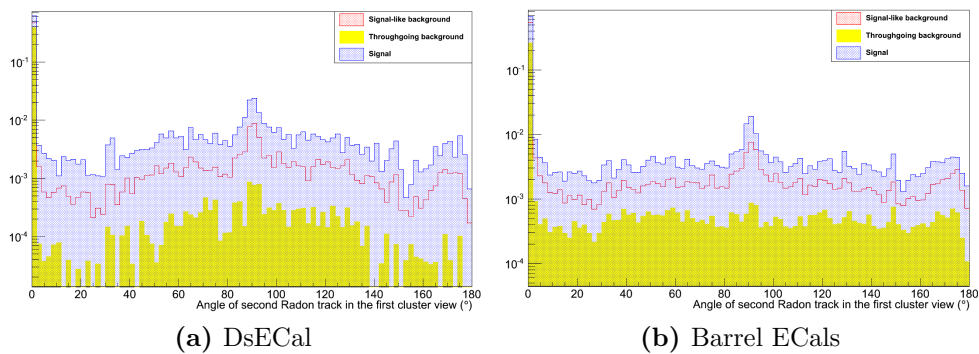 Signal-like background
Throughgoing background
Signal
10⁻¹
10⁻²
10⁻³
10⁻⁴
0 20 40 60 80 100 120 140 160 180
Angle of second Radon track in the first cluster view (°)
(a) DsECal
Signal-like background
Throughgoing background
Signal
10⁻¹
10⁻²
10⁻³
10⁻⁴
0 20 40 60 80 100 120 140 160 180
Angle of second Radon track in the first cluster view (°)
(b) Barrel ECals